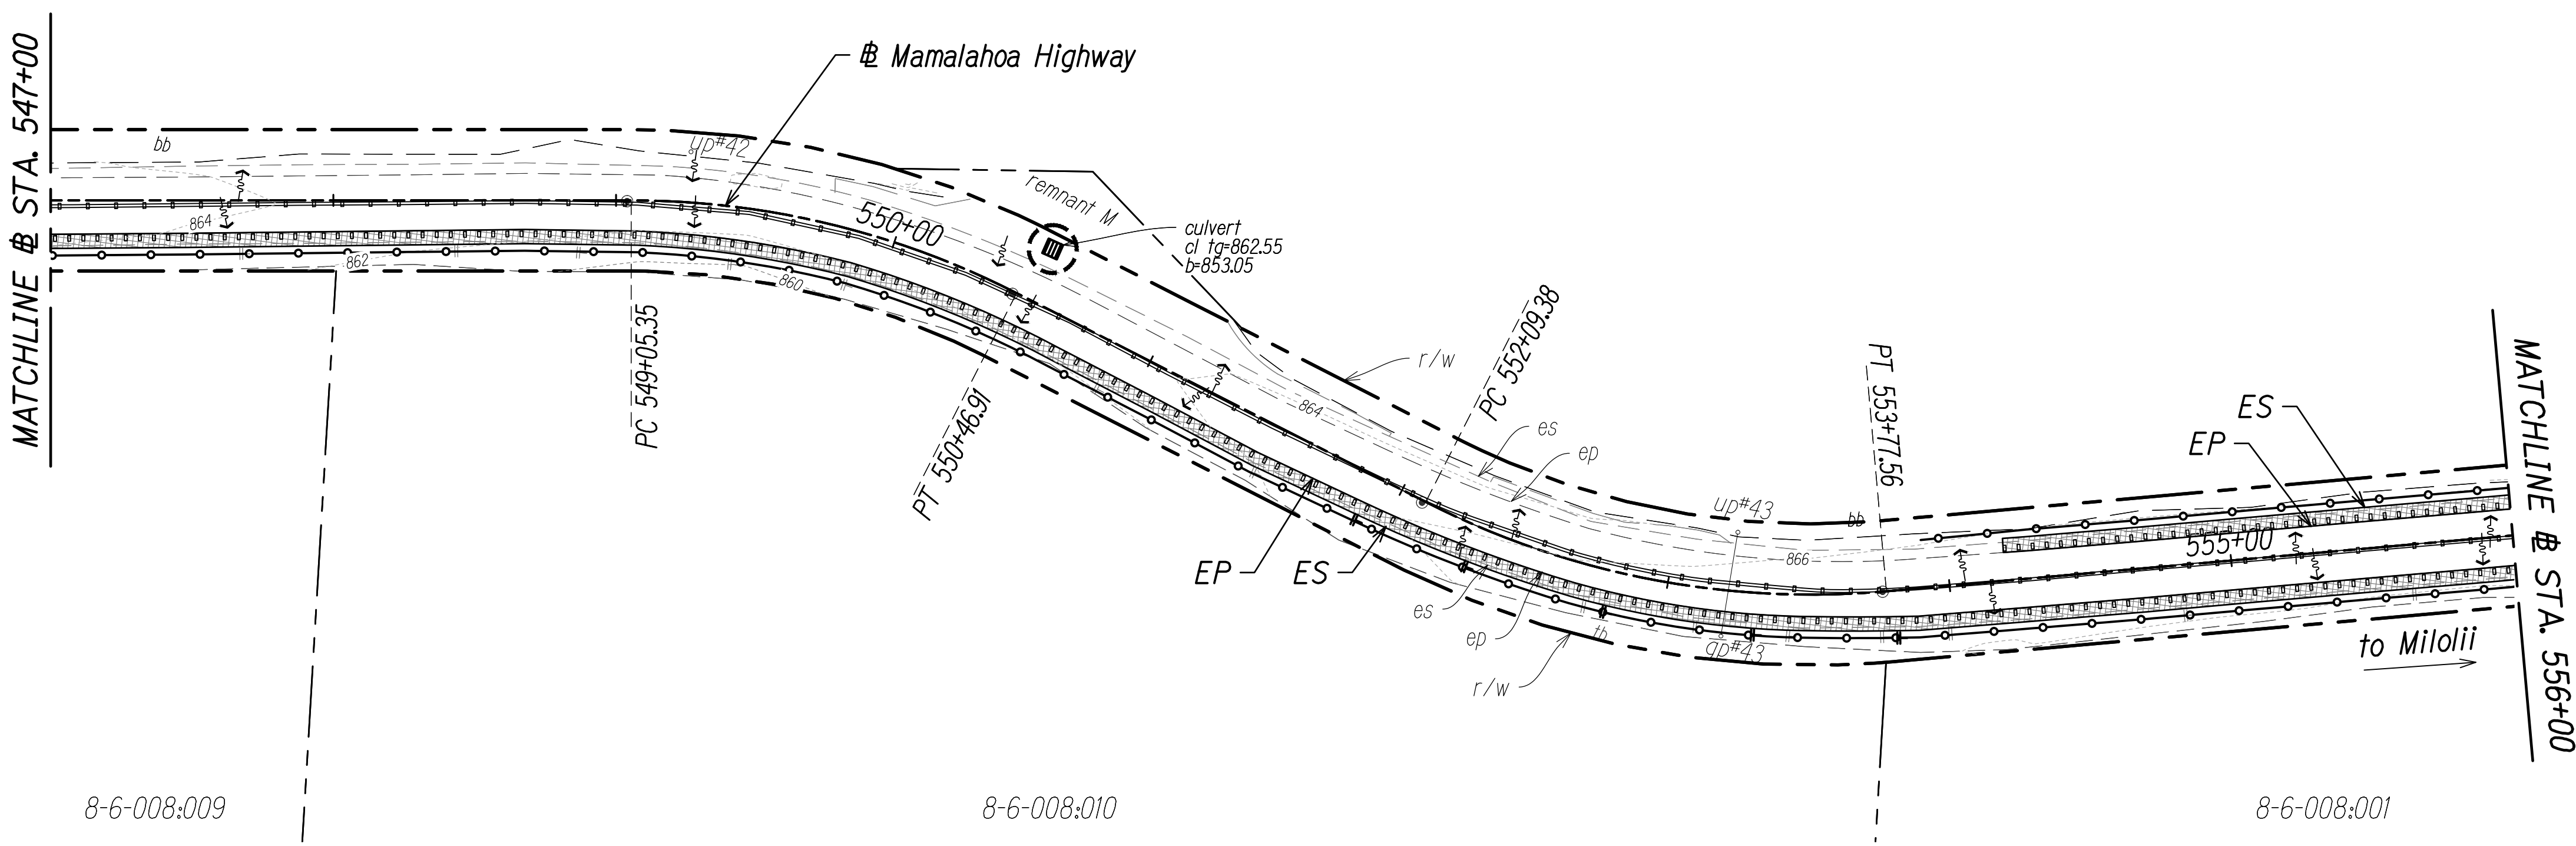 MATCHLINE ⅊ STA. 547+00
bb
⅊ Mamalahoa Highway
up#42
864
862
860
550+00
remnant M
culvert
cl tg=862.55
b=853.05
PC 549+05.35
PT 550+46.91
864
r/w
PC 552+09.38
es
ep
EP
ES
es
ep
r/w
tb
up#43
gp#43
bb
866
PT 553+77.56
ES
EP
555+00
to Milolii
MATCHLINE ⅊ STA. 556+00
8-6-008:009
8-6-008:010
8-6-008:001